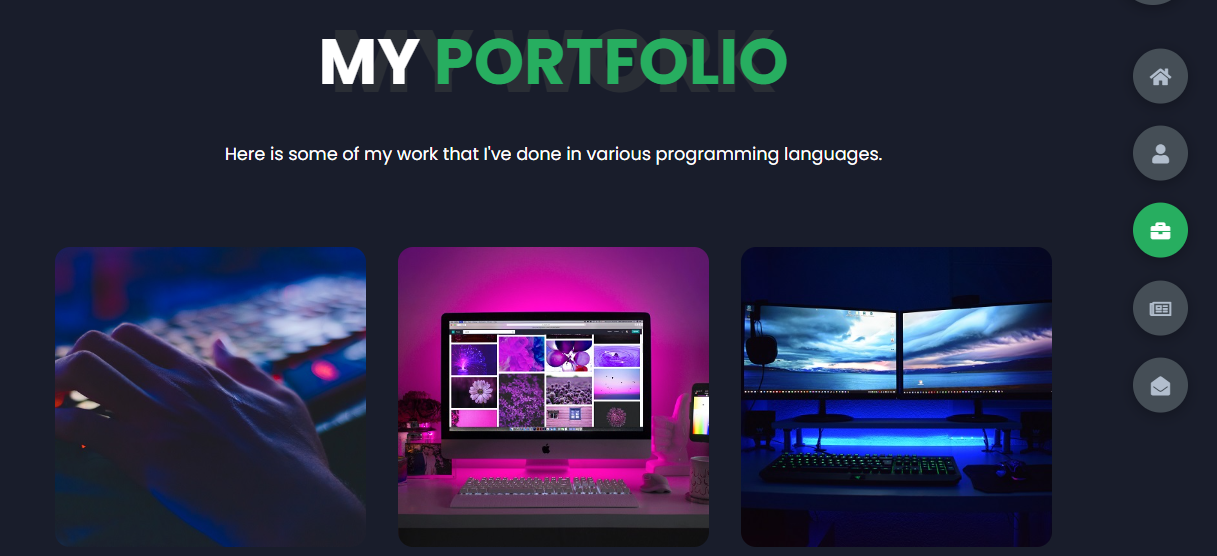 MY WORK
MY PORTFOLIO
Here is some of my work that I've done in various programming languages.